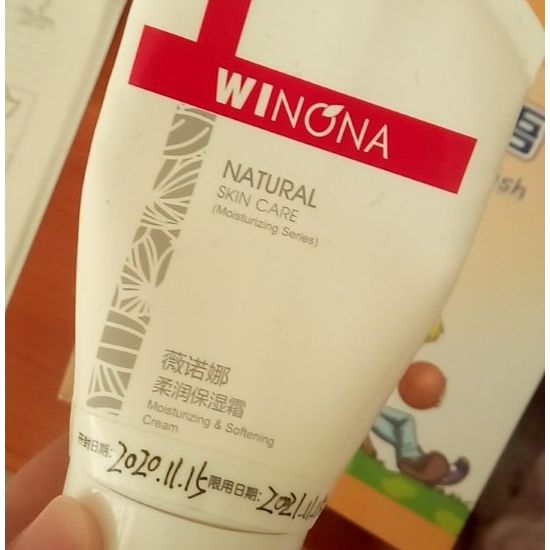 WINONA
NATURAL
SKIN CARE
(Moisturizing Series)
薇诺娜
柔润保湿霜
Moisturizing & Softening
Cream
开封日期: 2020.11.15 限用日期: 2021.11.